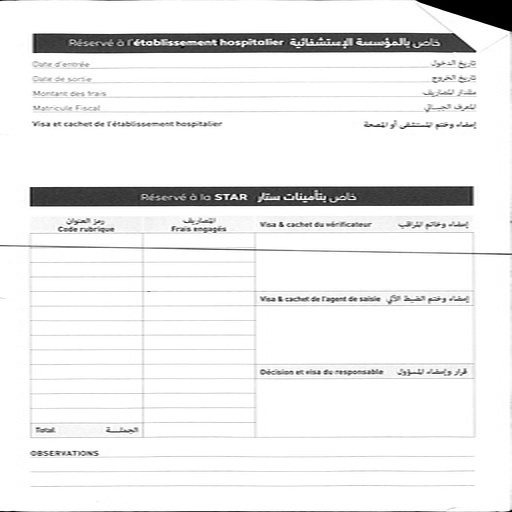 Réservé à l'établissement hospitalier خاص بالمؤسسة الإستشفائية
Date d'entrée تاريخ الدخول
Date de sortie تاريخ الخروج
Montant des frais مقدار المصاريف
Matricule Fiscal المعرف الجبائي
Visa et cachet de l'établissement hospitalier إمضاء وختم المستشفى أو المصحة
Réservé à la STAR خاص بتأمينات ستار
رمز العنوان المصاريف
Code rubrique Frais engagés Visa & cachet du vérificateur إمضاء وخاتم المراقب
Visa & cachet de l'agent de saisie إمضاء وختم الضبط الآلي
Décision et visa du responsable قرار وإمضاء المسؤول
Total الجملـــة
OBSERVATIONS